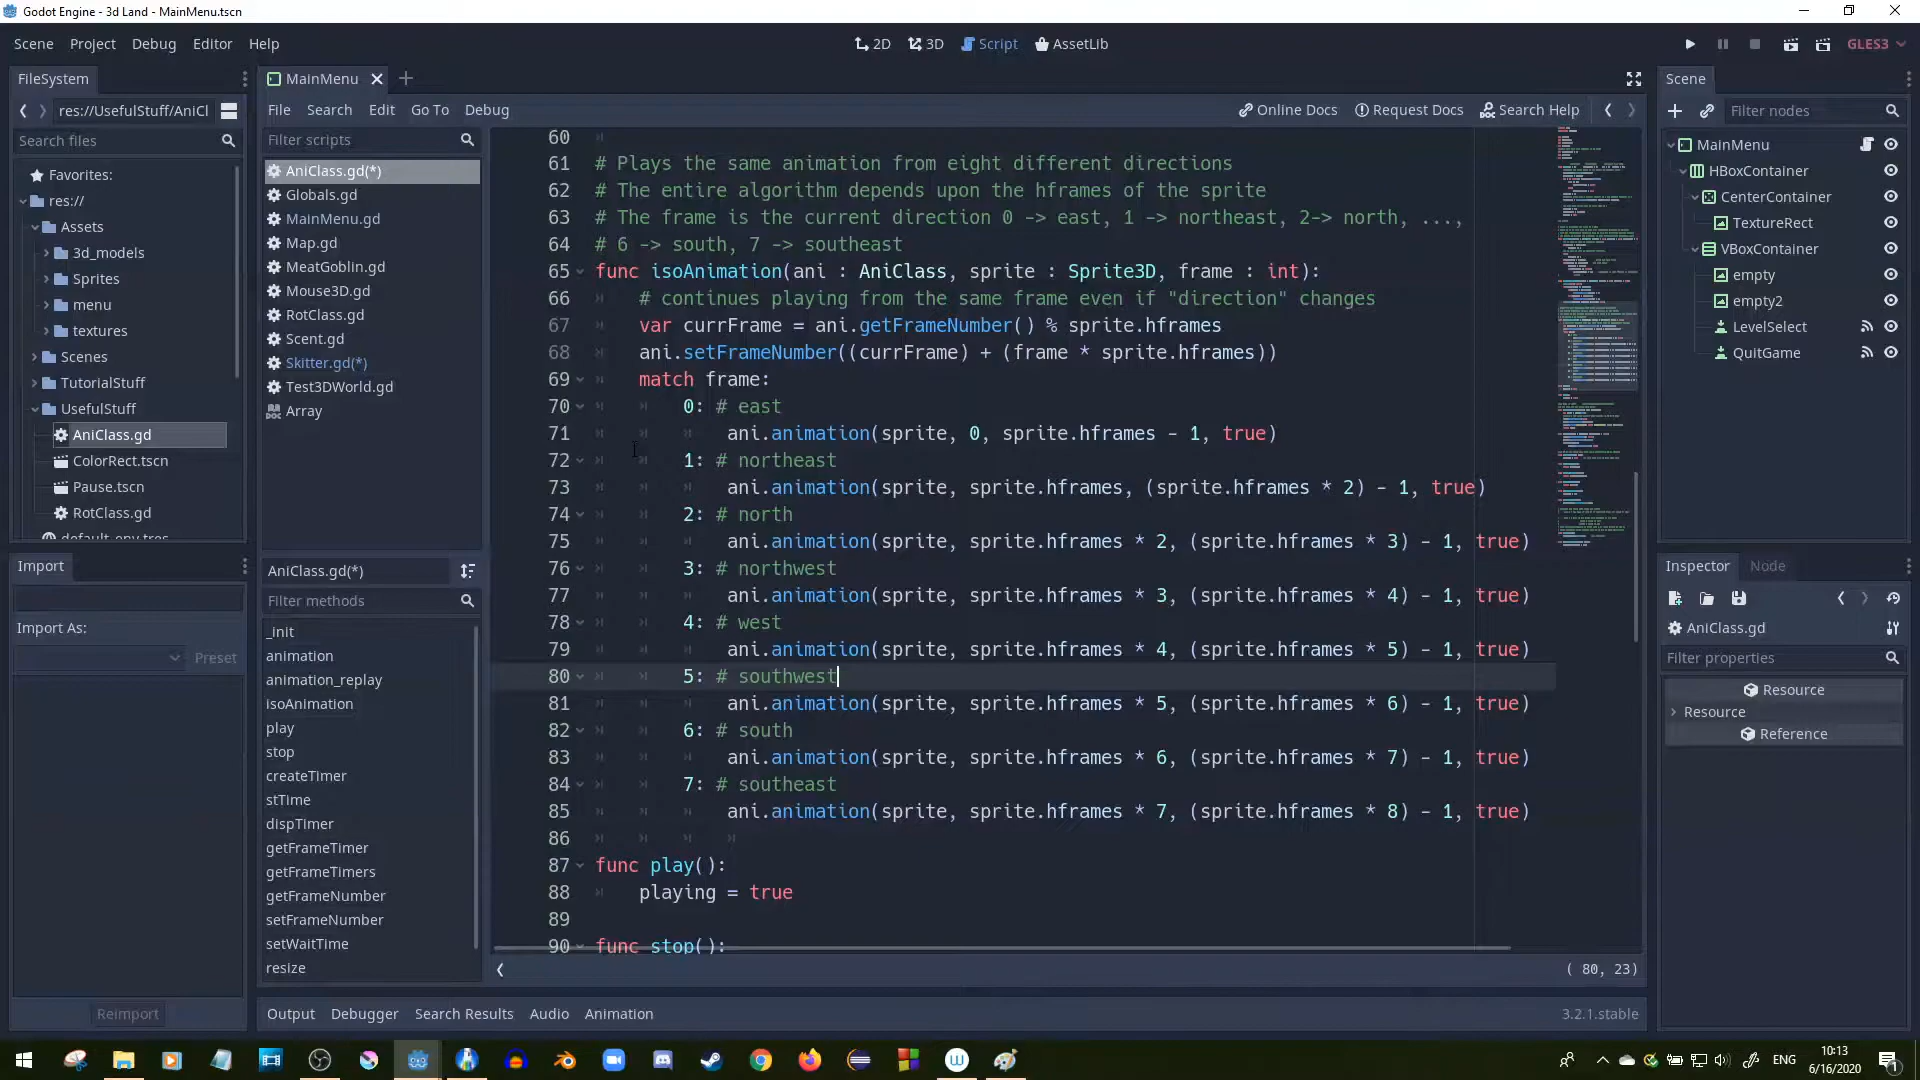 Godot Engine - 3d Land - MainMenu.tscn
Scene Project Debug Editor Help
2D 3D Script AssetLib
GLES3
FileSystem
res://UsefulStuff/AniCl
Search files
Favorites:
res://
Assets
3d_models
Sprites
menu
textures
Scenes
TutorialStuff
UsefulStuff
AniClass.gd
ColorRect.tscn
Pause.tscn
RotClass.gd
default_env.tres
Import
Import As:
Preset
Reimport
MainMenu
File Search Edit Go To Debug
Online Docs Request Docs Search Help
Filter scripts
AniClass.gd(*)
Globals.gd
MainMenu.gd
Map.gd
MeatGoblin.gd
Mouse3D.gd
RotClass.gd
Scent.gd
Skitter.gd(*)
Test3DWorld.gd
Array
AniClass.gd(*)
Filter methods
_init
animation
animation_replay
isoAnimation
play
stop
createTimer
stTime
dispTimer
getFrameTimer
getFrameTimers
getFrameNumber
setFrameNumber
setWaitTime
resize
60
61 # Plays the same animation from eight different directions
62 # The entire algorithm depends upon the hframes of the sprite
63 # The frame is the current direction 0 -> east, 1 -> northeast, 2-> north, ...,
64 # 6 -> south, 7 -> southeast
65 func isoAnimation(ani : AniClass, sprite : Sprite3D, frame : int):
66 # continues playing from the same frame even if "direction" changes
67 var currFrame = ani.getFrameNumber() % sprite.hframes
68 ani.setFrameNumber((currFrame) + (frame * sprite.hframes))
69 match frame:
70 0: # east
71 ani.animation(sprite, 0, sprite.hframes - 1, true)
72 1: # northeast
73 ani.animation(sprite, sprite.hframes, (sprite.hframes * 2) - 1, true)
74 2: # north
75 ani.animation(sprite, sprite.hframes * 2, (sprite.hframes * 3) - 1, true)
76 3: # northwest
77 ani.animation(sprite, sprite.hframes * 3, (sprite.hframes * 4) - 1, true)
78 4: # west
79 ani.animation(sprite, sprite.hframes * 4, (sprite.hframes * 5) - 1, true)
80 5: # southwest
81 ani.animation(sprite, sprite.hframes * 5, (sprite.hframes * 6) - 1, true)
82 6: # south
83 ani.animation(sprite, sprite.hframes * 6, (sprite.hframes * 7) - 1, true)
84 7: # southeast
85 ani.animation(sprite, sprite.hframes * 7, (sprite.hframes * 8) - 1, true)
86
87 func play():
88 playing = true
89
90 func stop():
( 80, 23)
Output Debugger Search Results Audio Animation
3.2.1.stable
Scene
Filter nodes
MainMenu
HBoxContainer
CenterContainer
TextureRect
VBoxContainer
empty
empty2
LevelSelect
QuitGame
Inspector Node
AniClass.gd
Filter properties
Resource
Resource
Reference
ENG
10:13
6/16/2020
1